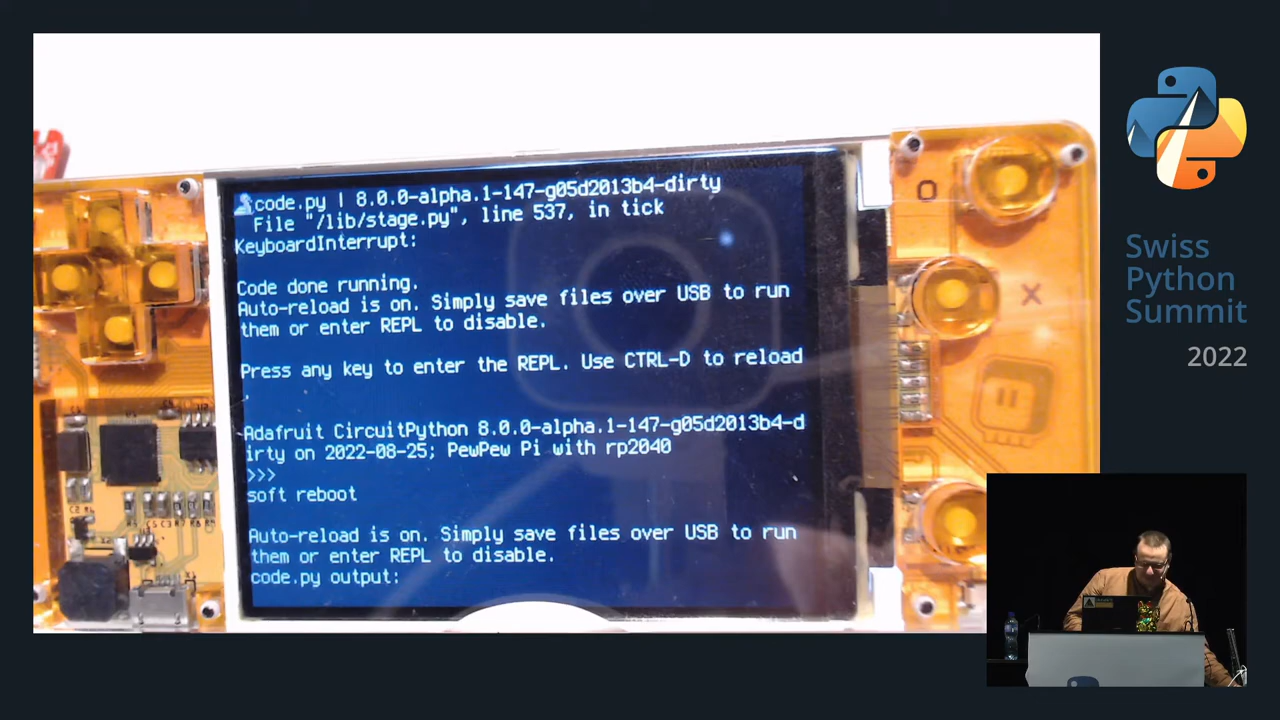 code.py | 8.0.0-alpha.1-147-g05d2013b4-dirty
File "/lib/stage.py", line 537, in tick
KeyboardInterrupt:
Code done running.
Auto-reload is on. Simply save files over USB to run
them or enter REPL to disable.
Press any key to enter the REPL. Use CTRL-D to reload
.
Adafruit CircuitPython 8.0.0-alpha.1-147-g05d2013b4-d
irty on 2022-08-25; PewPew Pi with rp2040
>>>
soft reboot
Auto-reload is on. Simply save files over USB to run
them or enter REPL to disable.
code.py output:
O
X
Swiss
Python
Summit
2022